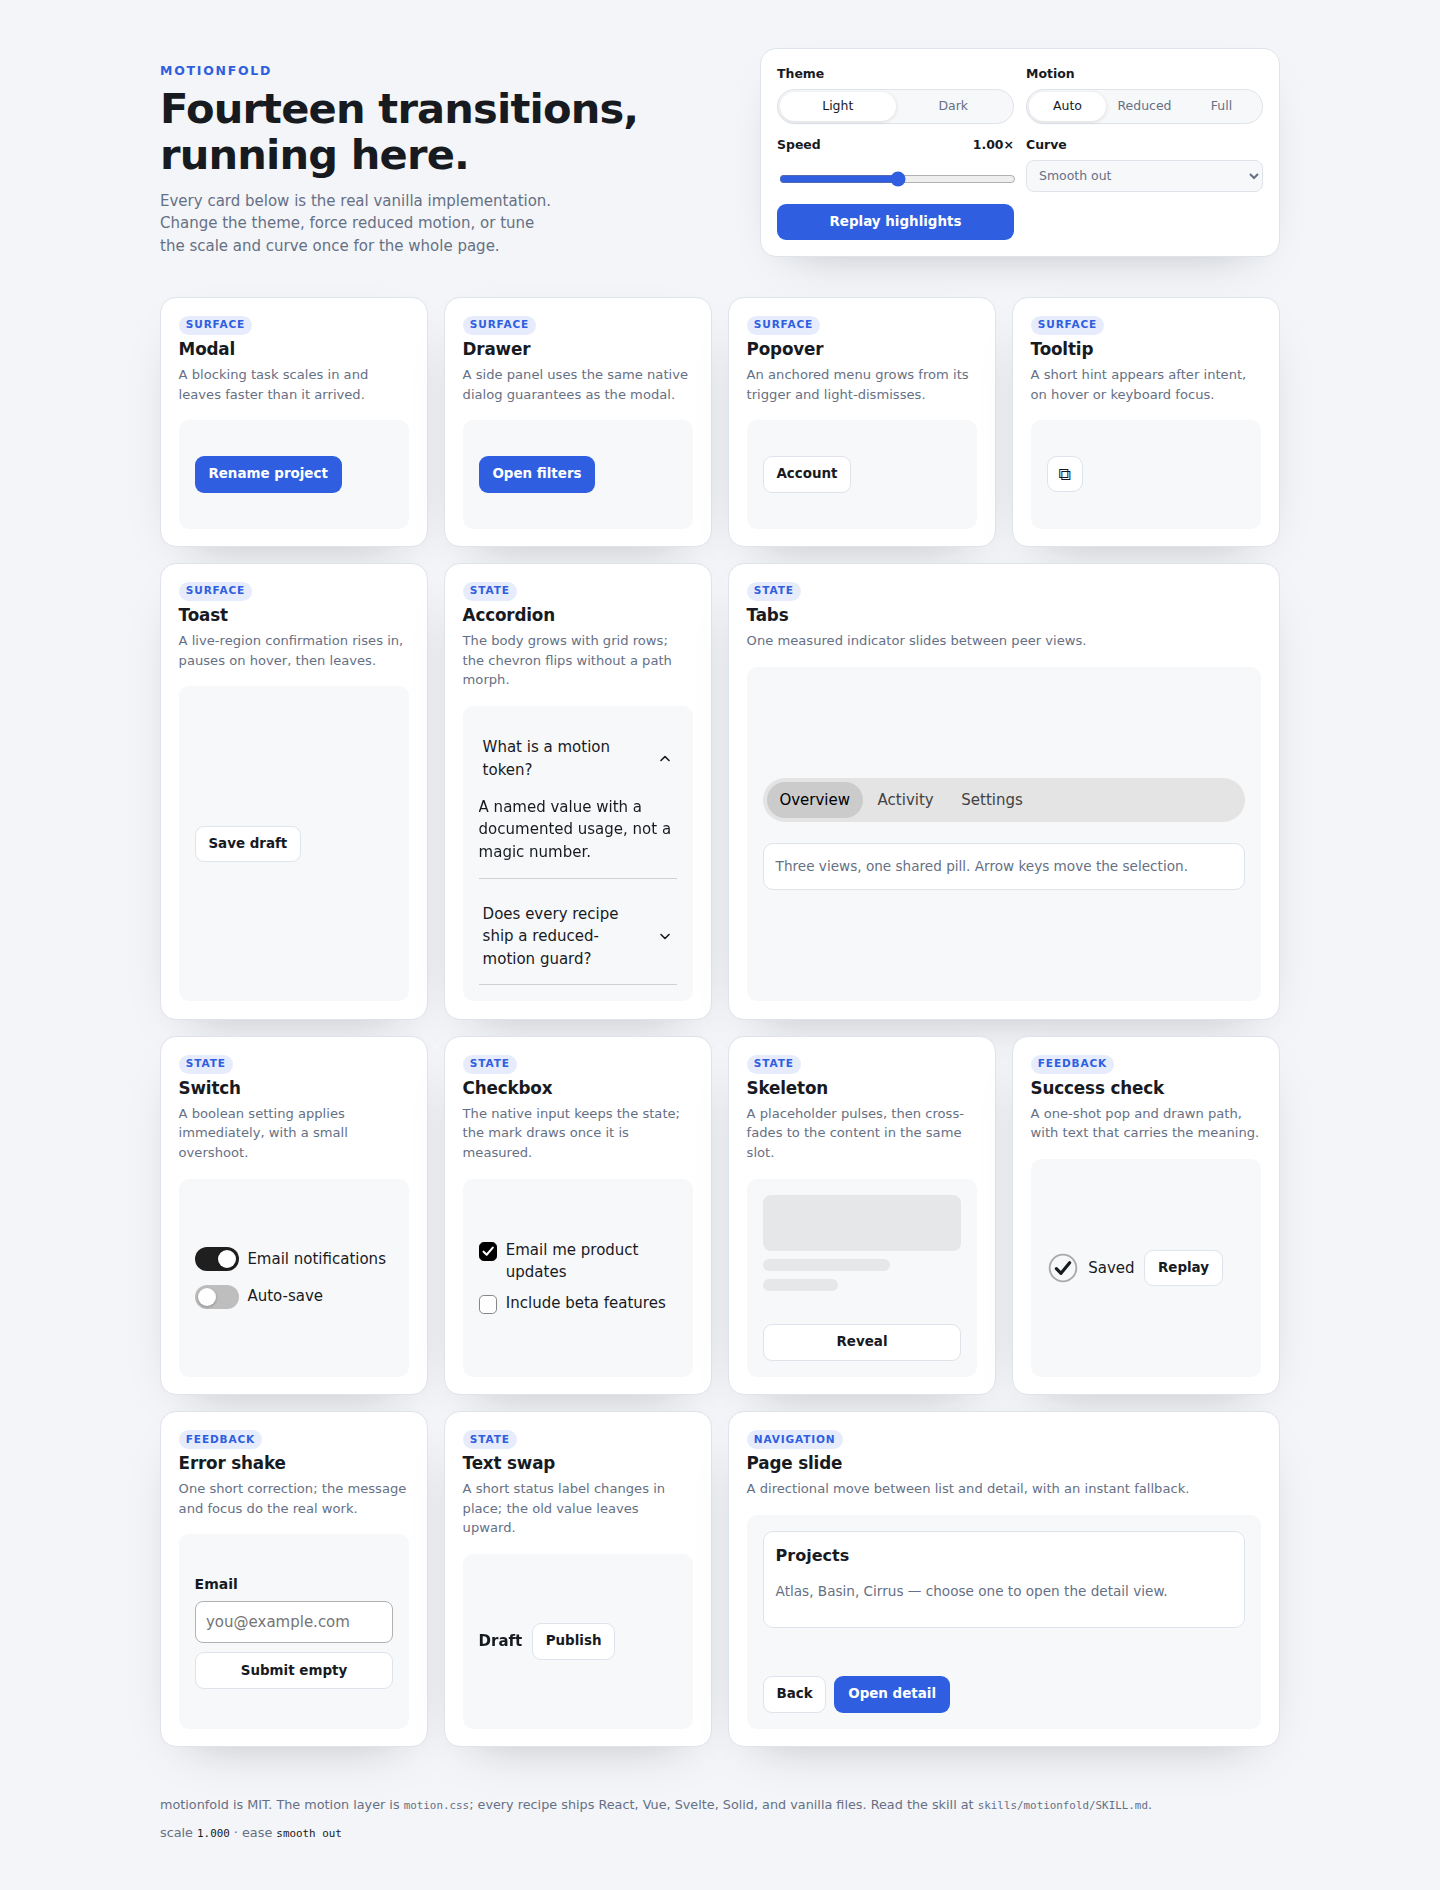 MOTIONFOLD
Fourteen transitions,
running here.
Every card below is the real vanilla implementation.
Change the theme, force reduced motion, or tune
the scale and curve once for the whole page.
Theme
Light
Dark
Motion
Auto
Reduced
Full
Speed
1.00×
Curve
Smooth out
Replay highlights
SURFACE
Modal
A blocking task scales in and
leaves faster than it arrived.
Rename project
SURFACE
Drawer
A side panel uses the same native
dialog guarantees as the modal.
Open filters
SURFACE
Popover
An anchored menu grows from its
trigger and light-dismisses.
Account
SURFACE
Tooltip
A short hint appears after intent,
on hover or keyboard focus.
SURFACE
Toast
A live-region confirmation rises in,
pauses on hover, then leaves.
Save draft
STATE
Accordion
The body grows with grid rows;
the chevron flips without a path
morph.
What is a motion
token?
A named value with a
documented usage, not a
magic number.
Does every recipe
ship a reduced-
motion guard?
STATE
Tabs
One measured indicator slides between peer views.
Overview
Activity
Settings
Three views, one shared pill. Arrow keys move the selection.
STATE
Switch
A boolean setting applies
immediately, with a small
overshoot.
Email notifications
Auto-save
STATE
Checkbox
The native input keeps the state;
the mark draws once it is
measured.
Email me product
updates
Include beta features
STATE
Skeleton
A placeholder pulses, then cross-
fades to the content in the same
slot.
Reveal
FEEDBACK
Success check
A one-shot pop and drawn path,
with text that carries the meaning.
Saved
Replay
FEEDBACK
Error shake
One short correction; the message
and focus do the real work.
Email
you@example.com
Submit empty
STATE
Text swap
A short status label changes in
place; the old value leaves
upward.
Draft
Publish
NAVIGATION
Page slide
A directional move between list and detail, with an instant fallback.
Projects
Atlas, Basin, Cirrus — choose one to open the detail view.
Back
Open detail
motionfold is MIT. The motion layer is motion.css; every recipe ships React, Vue, Svelte, Solid, and vanilla files. Read the skill at skills/motionfold/SKILL.md.
scale 1.000 · ease smooth out